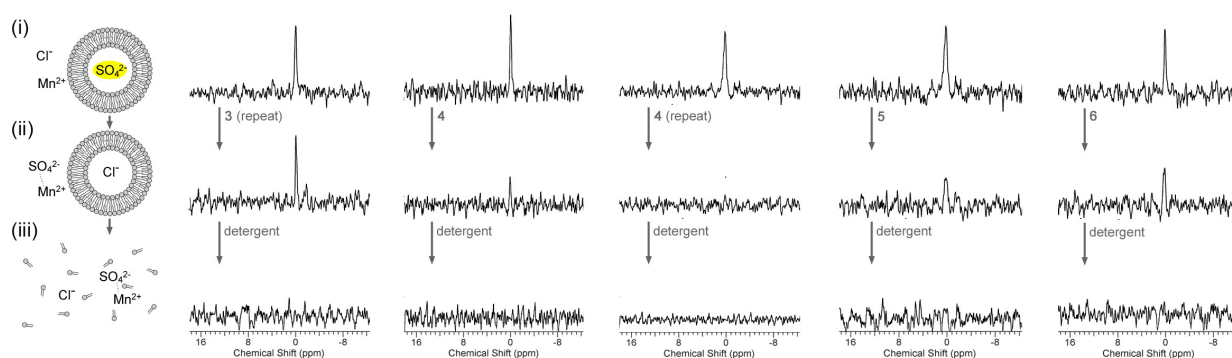 (i)
Cl⁻
Mn²⁺
SO₄²⁻
3 (repeat)
4
4 (repeat)
5
6
(ii)
SO₄²⁻
Mn²⁺
Cl⁻
detergent
detergent
detergent
detergent
detergent
(iii)
SO₄²⁻
Cl⁻
Mn²⁺
16 8 0 -8
Chemical Shift (ppm)
16 8 0 -8
Chemical Shift (ppm)
16 8 0 -8
Chemical Shift (ppm)
16 8 0 -8
Chemical Shift (ppm)
16 8 0 -8
Chemical Shift (ppm)